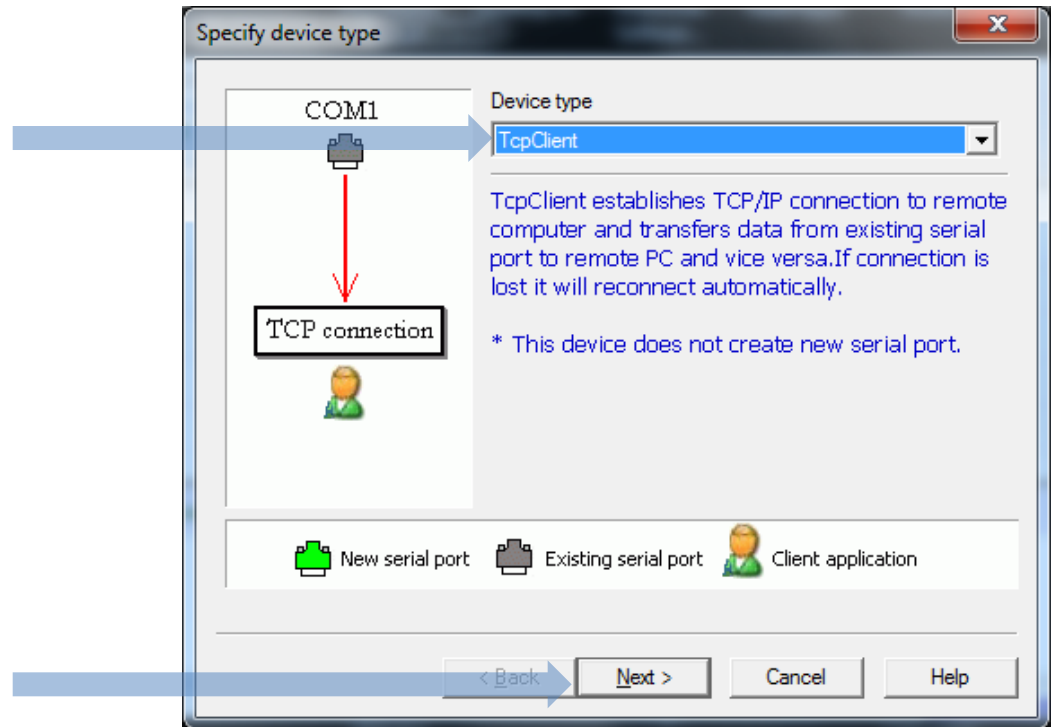 Specify device type
COM1
TCP connection
Device type
TcpClient
TcpClient establishes TCP/IP connection to remote
computer and transfers data from existing serial
port to remote PC and vice versa.If connection is
lost it will reconnect automatically.
* This device does not create new serial port.
New serial port Existing serial port Client application
< Back Next > Cancel Help